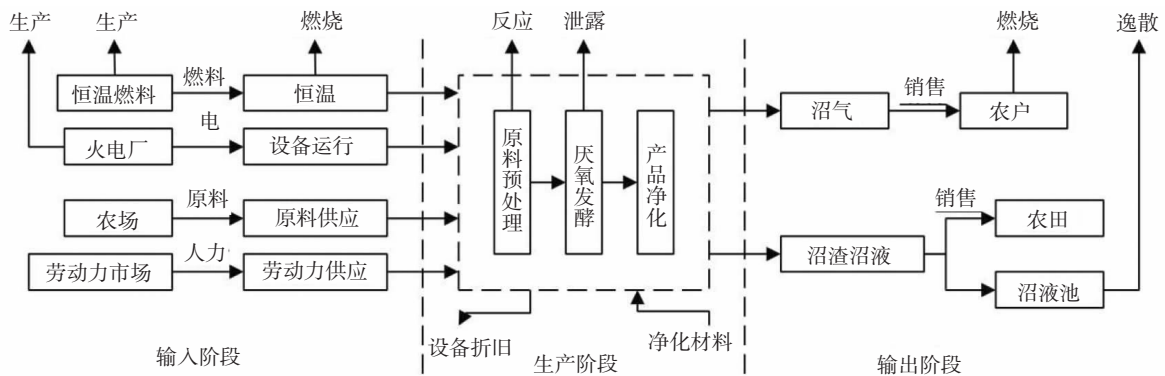 生产
生产
燃烧
反应
泄露
燃烧
逸散
恒温燃料
燃料
恒温
火电厂
电
设备运行
农场
原料
原料供应
劳动力市场
人力
劳动力供应
原料预处理
厌氧发酵
产品净化
沼气
销售
农户
沼渣沼液
销售
农田
沼液池
设备折旧
净化材料
输入阶段
生产阶段
输出阶段